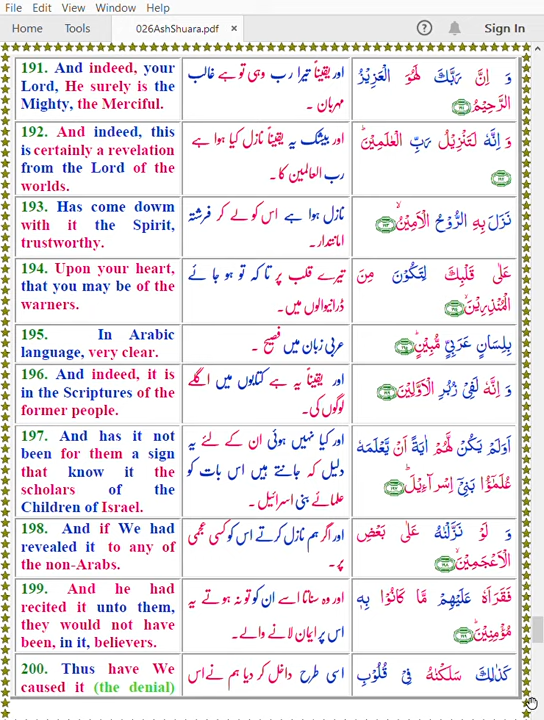 File Edit View Window Help
Home Tools 026AshShuara.pdf × ? Sign In
191. And indeed, your
Lord, He surely is the
Mighty, the Merciful.
اور یقیناً تیرا رب وہی تو ہے غالب
مہربان ۔
وَ اِنَّ رَبَّكَ لَهُوَ الْعَزِيْزُ
الرَّحِيْمُ
192. And indeed, this
is certainly a revelation
from the Lord of the
worlds.
اور بیشک یہ یقیناً نازل کیا ہوا ہے
رب العالمین کا ۔
وَ اِنَّهٗ لَتَنْزِيْلُ رَبِّ الْعٰلَمِيْنَ
193. Has come dowm
with it the Spirit,
trustworthy.
نازل ہوا ہے اس کو لے کر فرشتہ
امانتدار۔
نَزَلَ بِهِ الرُّوْحُ الْاَمِيْنُ
194. Upon your heart,
that you may be of the
warners.
تیرے قلب پر تا کہ تو ہو جائے
ڈرانیوالوں میں۔
عَلٰى قَلْبِكَ لِتَكُوْنَ مِنَ
الْمُنْذِرِيْنَ
195. In Arabic
language, very clear.
عربی زبان میں فصیح ۔
بِلِسَانٍ عَرَبِيٍّ مُّبِيْنٍ
196. And indeed, it is
in the Scriptures of the
former people.
اور یقیناً یہ ہے کتابوں میں اگلے
لوگوں کی۔
وَ اِنَّهٗ لَفِىْ زُبُرِ الْاَوَّلِيْنَ
197. And has it not
been for them a sign
that know it the
scholars of the
Children of Israel.
اور کیا نہیں ہوئی ان کے لئے یہ
دلیل کہ جانتے ہیں اس بات کو
علمائے بنی اسرائیل ۔
اَوَلَمْ يَكُنْ لَّهُمْ اٰيَةً اَنْ يَّعْلَمَهٗ
عُلَمٰٓؤُا بَنِىْۤ اِسْرَآءِيْلَ
198. And if We had
revealed it to any of
the non-Arabs.
اور اگر ہم نازل کرتے اس کو کسی عجمی
پر۔
وَ لَوْ نَزَّلْنٰهُ عَلٰى بَعْضِ
الْاَعْجَمِيْنَ
199. And he had
recited it unto them,
they would not have
been, in it, believers.
اور وہ سناتا اسے ان کو تو نہ ہوتے یہ
اس پر ایمان لانے والے۔
فَقَرَاَهٗ عَلَيْهِمْ مَّا كَانُوْا بِهٖ
مُؤْمِنِيْنَ
200. Thus have We
caused it (the denial)
اسی طرح داخل کر دیا ہم نے اس
كَذٰلِكَ سَلَكْنٰهُ فِىْ قُلُوْبِ